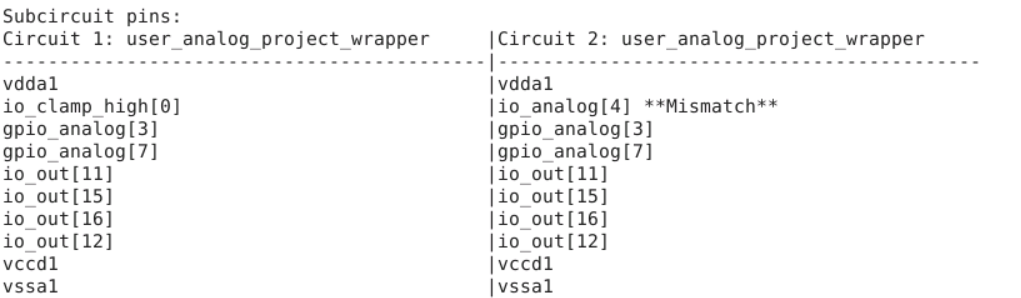 Subcircuit pins:
Circuit 1: user_analog_project_wrapper |Circuit 2: user_analog_project_wrapper
-------------------------------------------|-------------------------------------------
vdda1 |vdda1
io_clamp_high[0] |io_analog[4] **Mismatch**
gpio_analog[3] |gpio_analog[3]
gpio_analog[7] |gpio_analog[7]
io_out[11] |io_out[11]
io_out[15] |io_out[15]
io_out[16] |io_out[16]
io_out[12] |io_out[12]
vccd1 |vccd1
vssa1 |vssa1